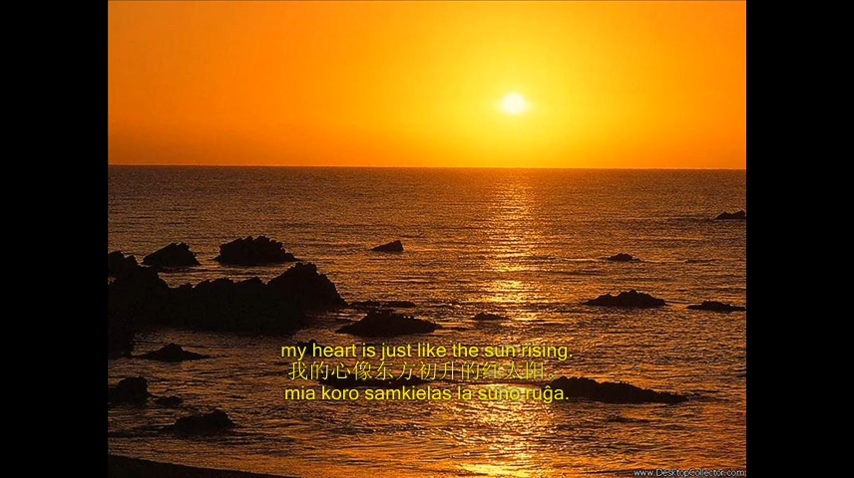 my heart is just like the sun rising.
我的心像东方初升的红太阳。
mia koro samkielas la suno ruĝa.
www.DesktopCollector.com